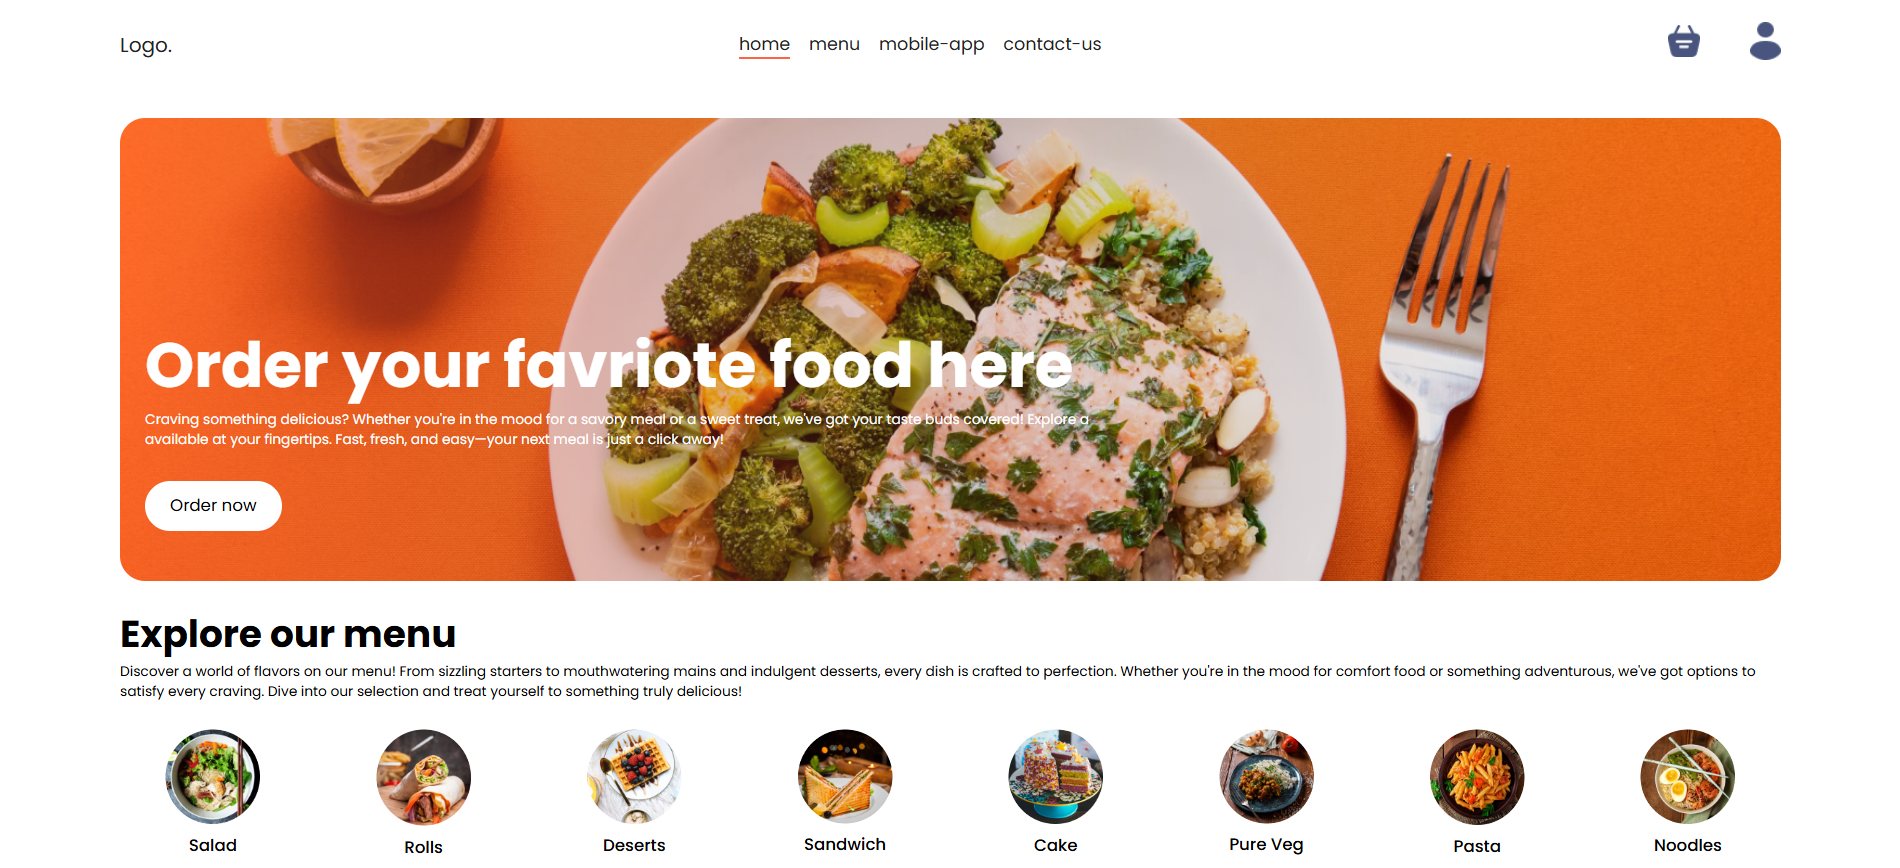 Logo.
home menu mobile-app contact-us
Order your favriote food here
Craving something delicious? Whether you're in the mood for a savory meal or a sweet treat, we've got your taste buds covered! Explore a
available at your fingertips. Fast, fresh, and easy—your next meal is just a click away!
Order now
Explore our menu
Discover a world of flavors on our menu! From sizzling starters to mouthwatering mains and indulgent desserts, every dish is crafted to perfection. Whether you're in the mood for comfort food or something adventurous, we've got options to
satisfy every craving. Dive into our selection and treat yourself to something truly delicious!
Salad Rolls Deserts Sandwich Cake Pure Veg Pasta Noodles